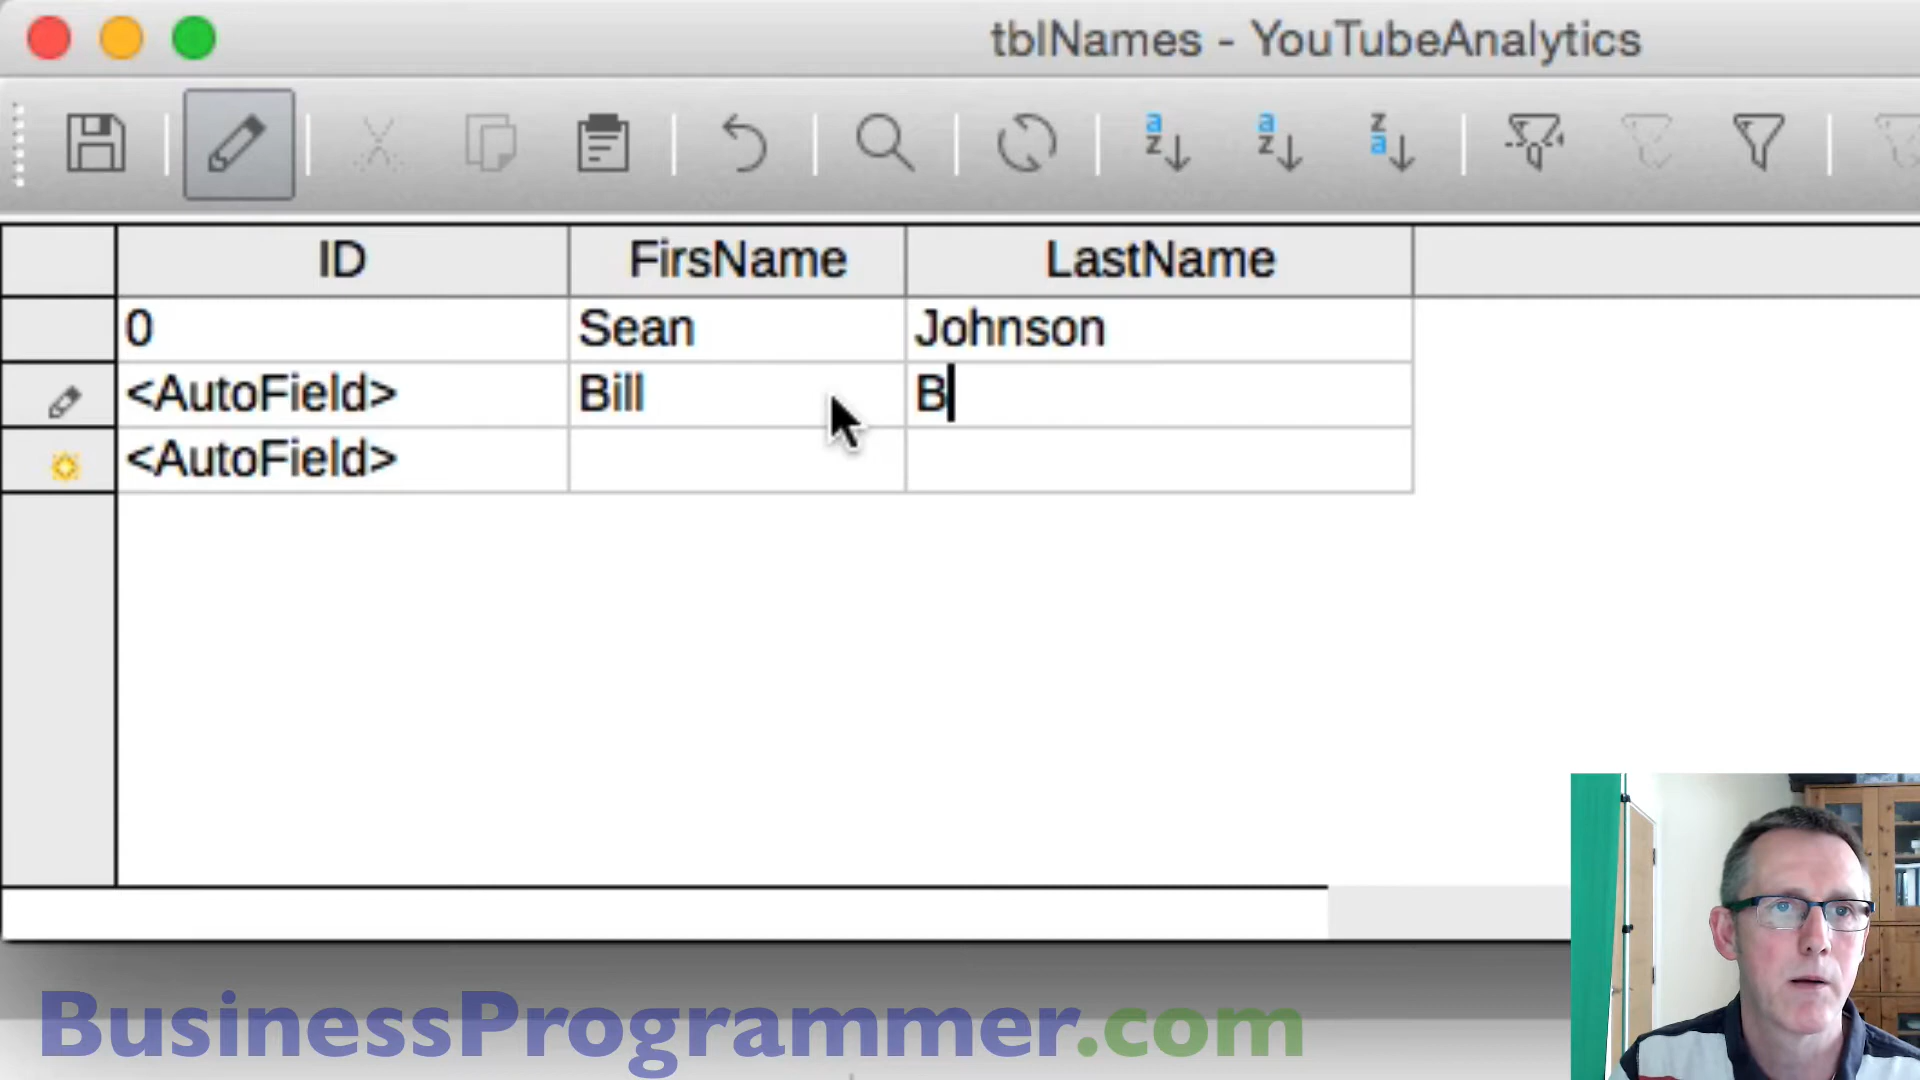 tblNames - YouTubeAnalytics
a
z
a
z
z
a
ID FirsName LastName
0 Sean Johnson
<AutoField> Bill B
<AutoField>
BusinessProgrammer.com